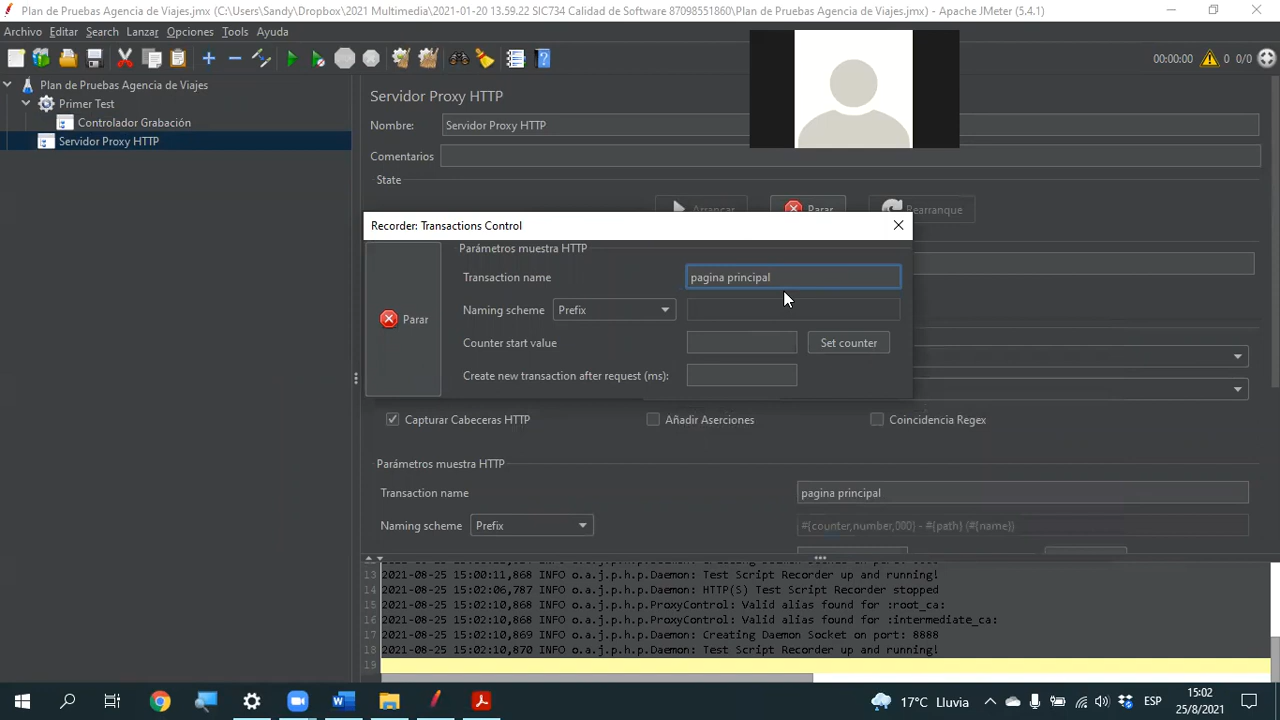 Plan de Pruebas Agencia de Viajes.jmx (C:\Users\Sandy\Dropbox\2021 Multimedia\2021-01-20 13.59.22 SIC734 Calidad de Software 87098551860\Plan de Pruebas Agencia de Viajes.jmx) - Apache JMeter (5.4.1)
Archivo Editar Search Lanzar Opciones Tools Ayuda
00:00:00 0 0/0
Plan de Pruebas Agencia de Viajes
Primer Test
Controlador Grabación
Servidor Proxy HTTP
Servidor Proxy HTTP
Nombre: Servidor Proxy HTTP
Comentarios
State
Arrancar Parar Rearranque
Recorder: Transactions Control
Parámetros muestra HTTP
Transaction name pagina principal
Naming scheme Prefix
Parar
Counter start value Set counter
Create new transaction after request (ms):
Capturar Cabeceras HTTP Añadir Aserciones Coincidencia Regex
Parámetros muestra HTTP
Transaction name pagina principal
Naming scheme Prefix #{counter,number,000} - #{path} (#{name})
13 2021-08-25 15:00:11,868 INFO o.a.j.p.h.p.Daemon: Test Script Recorder up and running!
14 2021-08-25 15:02:06,787 INFO o.a.j.p.h.p.Daemon: HTTP(S) Test Script Recorder stopped
15 2021-08-25 15:02:10,868 INFO o.a.j.p.h.p.ProxyControl: Valid alias found for :root_ca:
16 2021-08-25 15:02:10,868 INFO o.a.j.p.h.p.ProxyControl: Valid alias found for :intermediate_ca:
17 2021-08-25 15:02:10,869 INFO o.a.j.p.h.p.Daemon: Creating Daemon Socket on port: 8888
18 2021-08-25 15:02:10,870 INFO o.a.j.p.h.p.Daemon: Test Script Recorder up and running!
19
17°C Lluvia ESP 15:02
25/8/2021